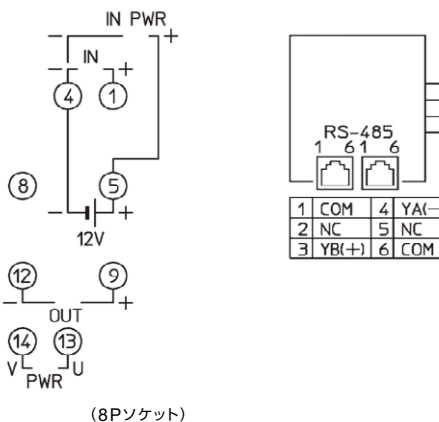 IN PWR
− +
IN
− +
4 1
8 5
− +
12V
12 9
− +
OUT
14 13
V U
PWR
(8Pソケット)
RS-485
1 6 1 6
1 COM 4 YA(−
2 NC 5 NC
3 YB(+) 6 COM